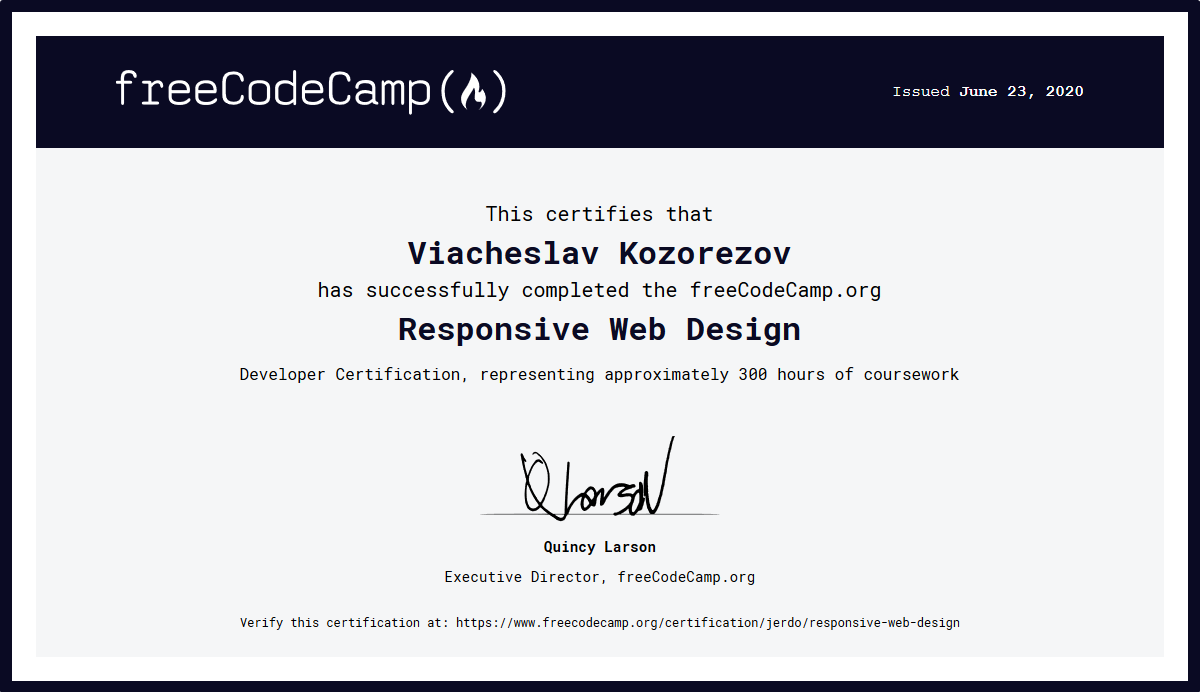 freeCodeCamp(🔥)
Issued June 23, 2020
This certifies that
Viacheslav Kozorezov
has successfully completed the freeCodeCamp.org
Responsive Web Design
Developer Certification, representing approximately 300 hours of coursework
Q Larson
Quincy Larson
Executive Director, freeCodeCamp.org
Verify this certification at: https://www.freecodecamp.org/certification/jerdo/responsive-web-design